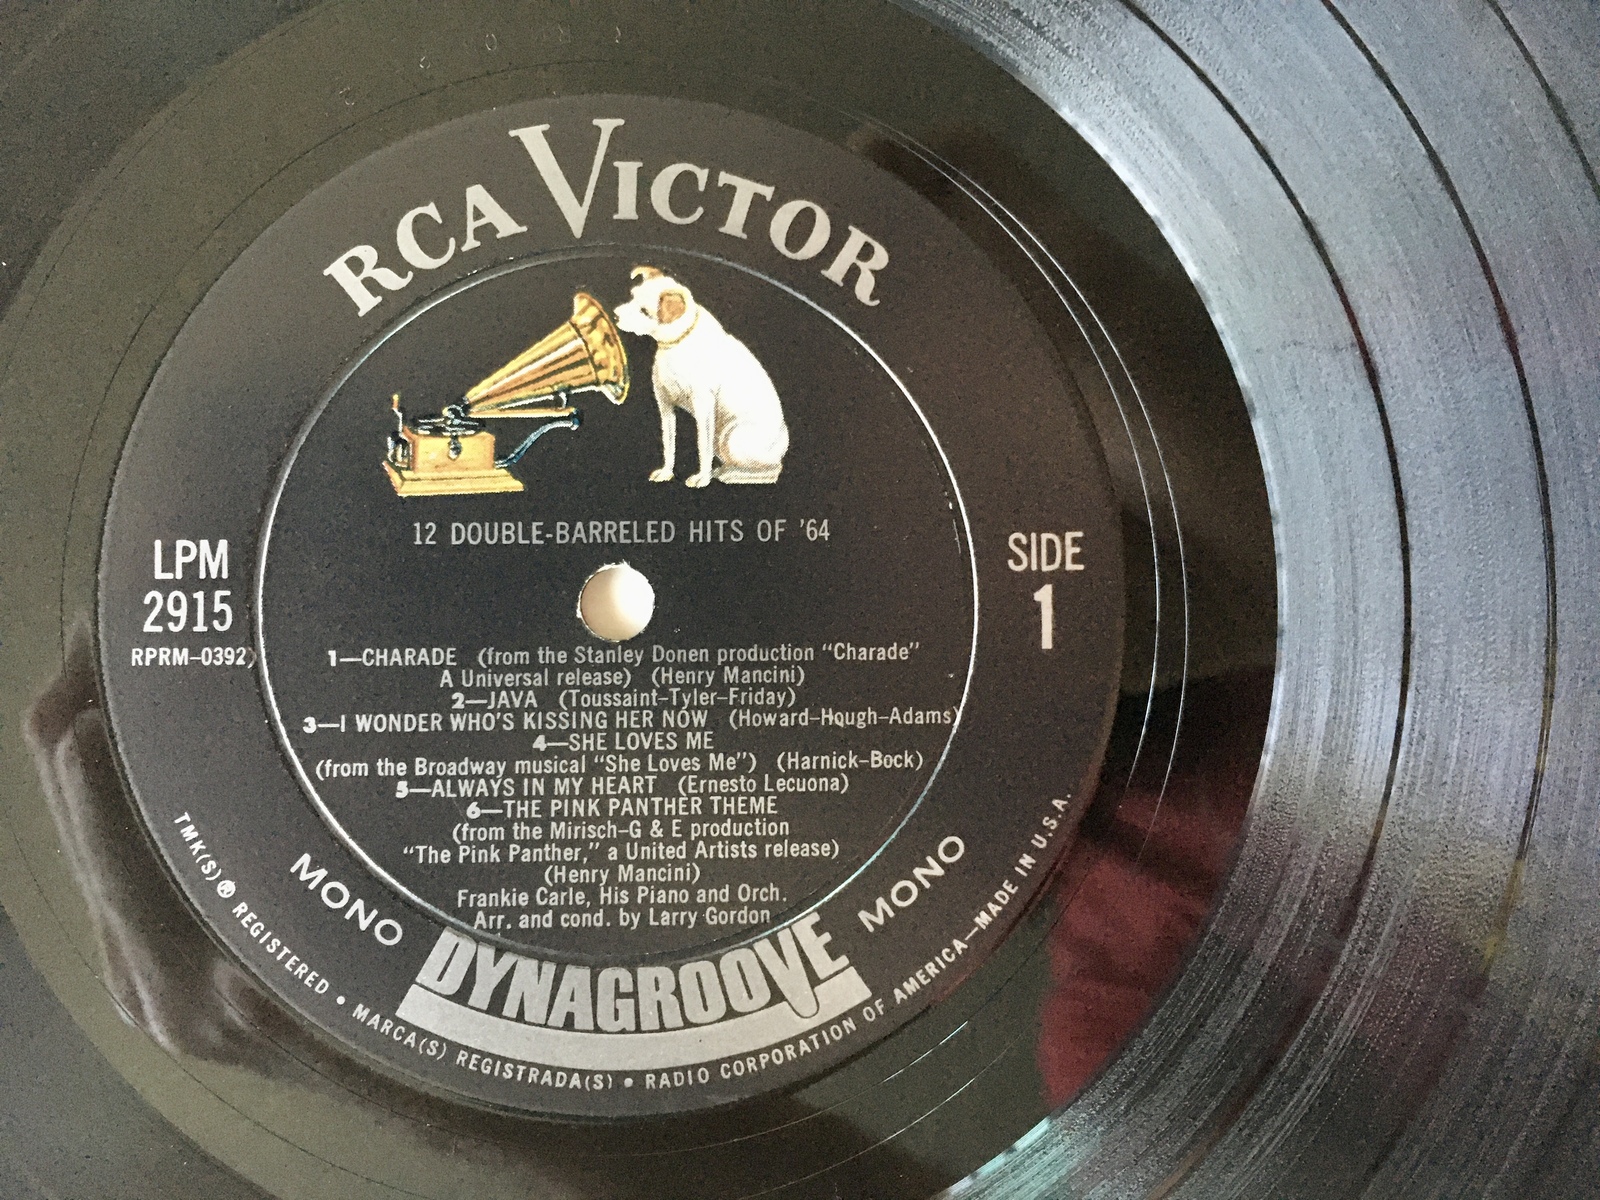 RCA VICTOR
12 DOUBLE-BARRELED HITS OF '64
LPM
2915
RPRM-0392
SIDE
1
1—CHARADE (from the Stanley Donen production "Charade"
A Universal release) (Henry Mancini)
2—JAVA (Toussaint-Tyler-Friday)
3—I WONDER WHO'S KISSING HER NOW (Howard-Hough-Adams)
4—SHE LOVES ME
(from the Broadway musical "She Loves Me") (Harnick-Bock)
5—ALWAYS IN MY HEART (Ernesto Lecuona)
6—THE PINK PANTHER THEME
(from the Mirisch-G & E production
"The Pink Panther," a United Artists release)
(Henry Mancini)
Frankie Carle, His Piano and Orch.
Arr. and cond. by Larry Gordon
MONO
DYNAGROOVE
MONO
TMK(S) ® REGISTERED • MARCA(S) REGISTRADA(S) • RADIO CORPORATION OF AMERICA—MADE IN U.S.A.